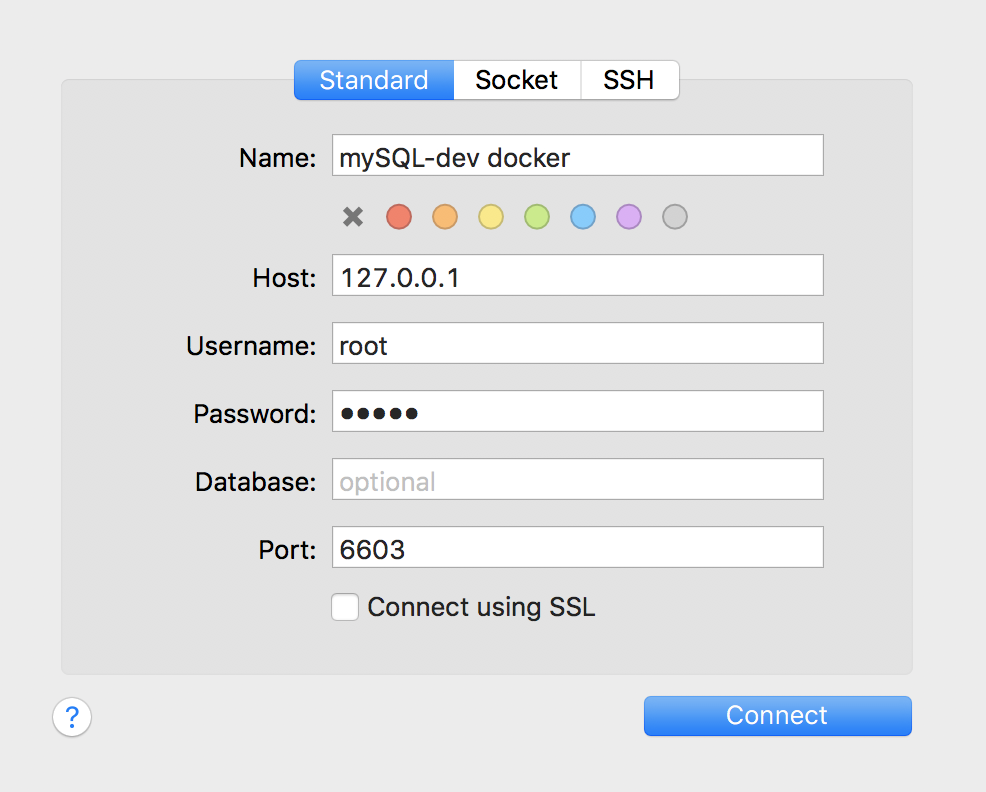 Standard Socket SSH
Name: mySQL-dev docker
Host: 127.0.0.1
Username: root
Password: •••••
Database: optional
Port: 6603
Connect using SSL
? Connect